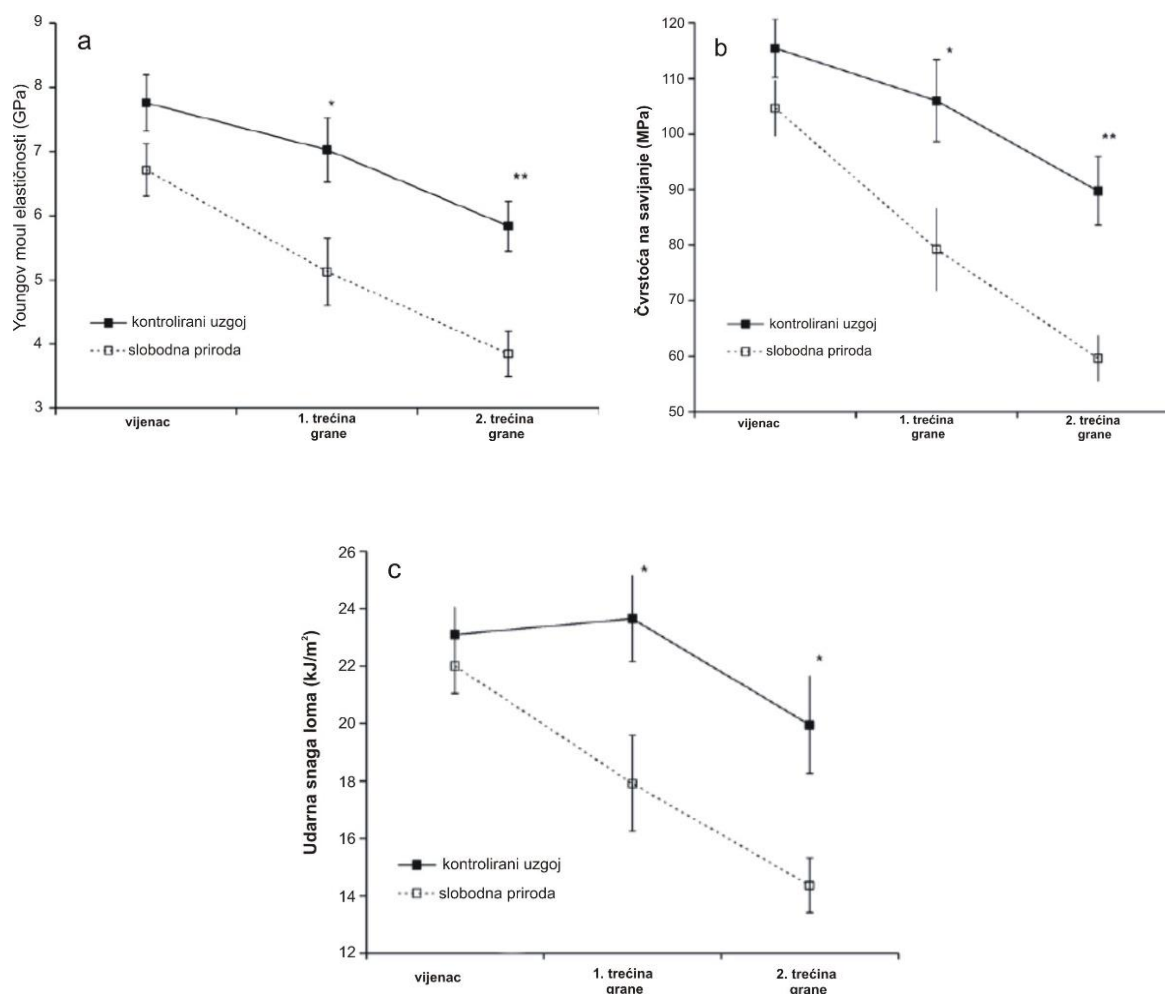 a
9
8
7
6
5
4
3
Youngov moul elastičnosti (GPa)
*
**
kontrolirani uzgoj
slobodna priroda
vijenac
1. trećina
grane
2. trećina
grane
b
120
110
100
90
80
70
60
50
Čvrstoća na savijanje (MPa)
*
**
kontrolirani uzgoj
slobodna priroda
vijenac
1. trećina
grane
2. trećina
grane
c
26
24
22
20
18
16
14
12
Udarna snaga loma (kJ/m²)
*
*
kontrolirani uzgoj
slobodna priroda
vijenac
1. trećina
grane
2. trećina
grane